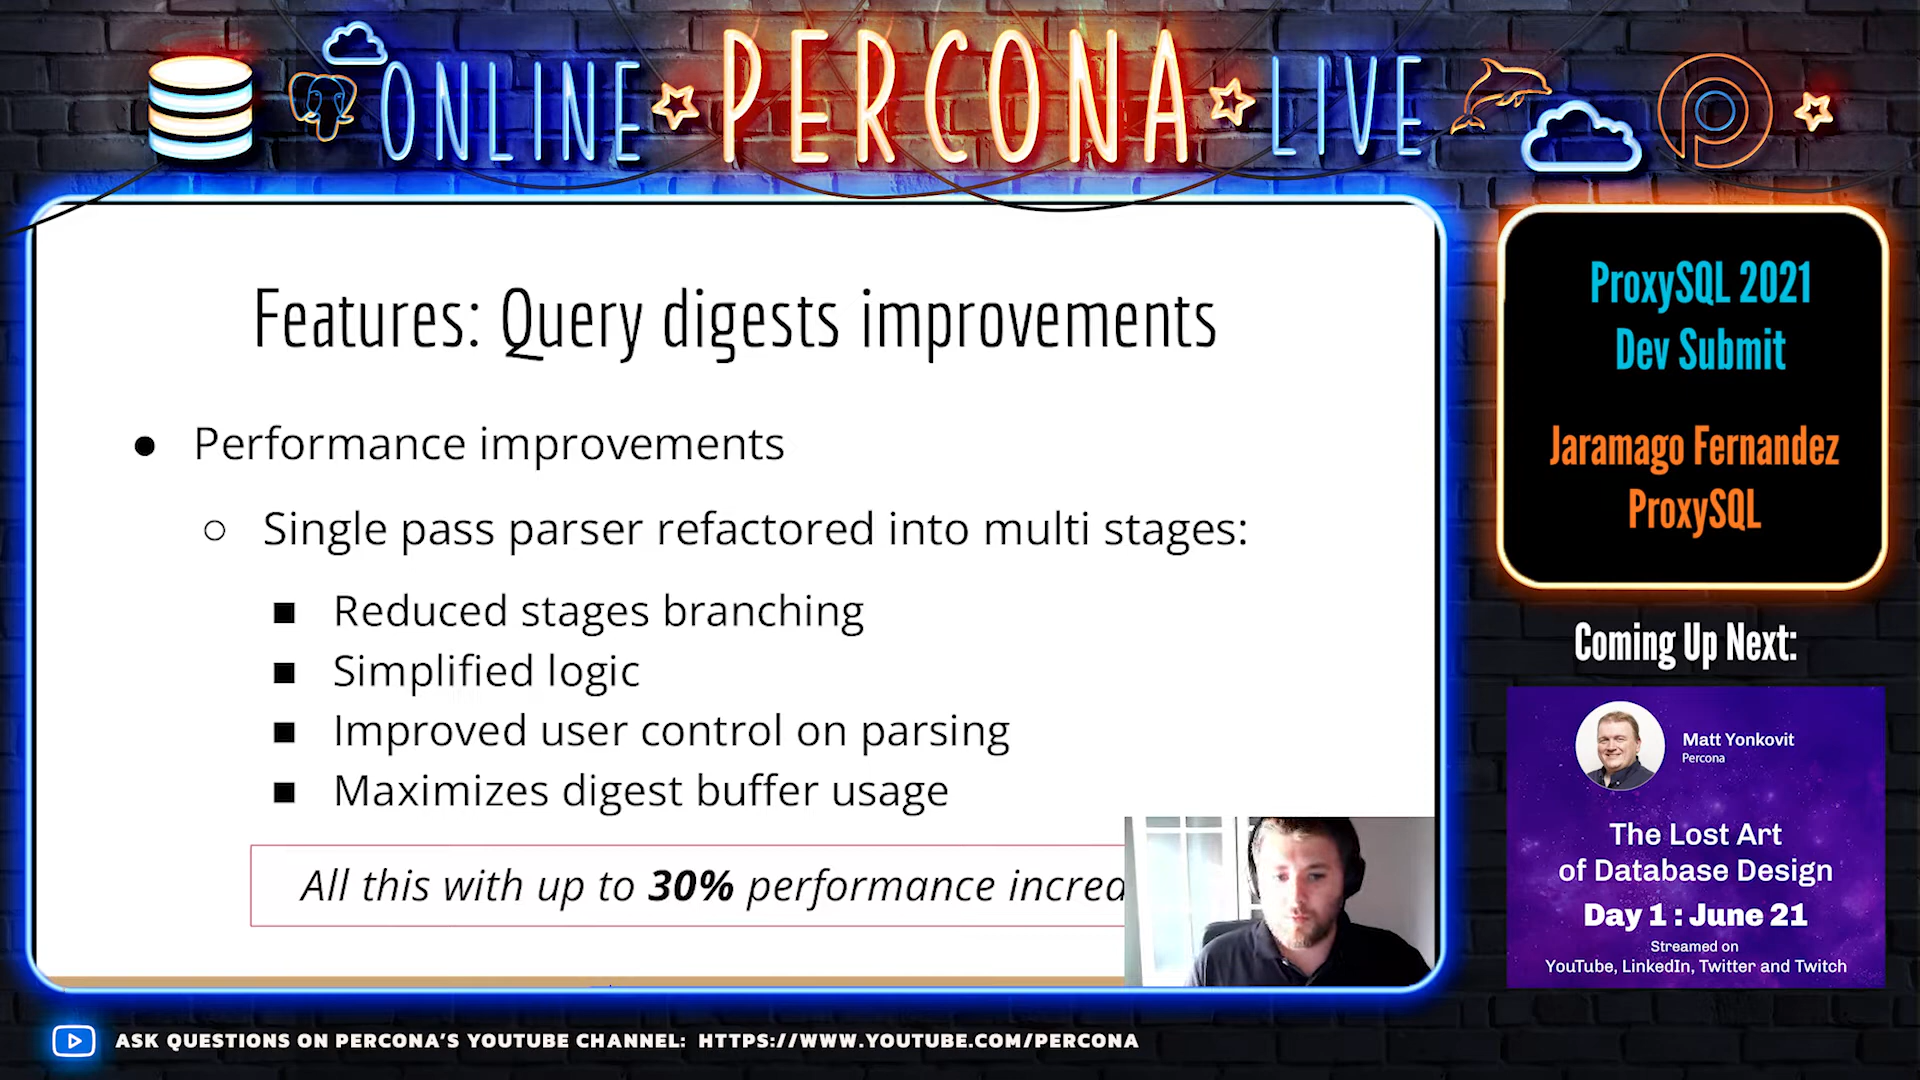 ONLINE PERCONA LIVE
Features: Query digests improvements
● Performance improvements
○ Single pass parser refactored into multi stages:
■ Reduced stages branching
■ Simplified logic
■ Improved user control on parsing
■ Maximizes digest buffer usage
All this with up to 30% performance increa
ProxySQL 2021
Dev Submit
Jaramago Fernandez
ProxySQL
Coming Up Next:
Matt Yonkovit
Percona
The Lost Art
of Database Design
Day 1 : June 21
Streamed on
YouTube, LinkedIn, Twitter and Twitch
ASK QUESTIONS ON PERCONA'S YOUTUBE CHANNEL: HTTPS://WWW.YOUTUBE.COM/PERCONA